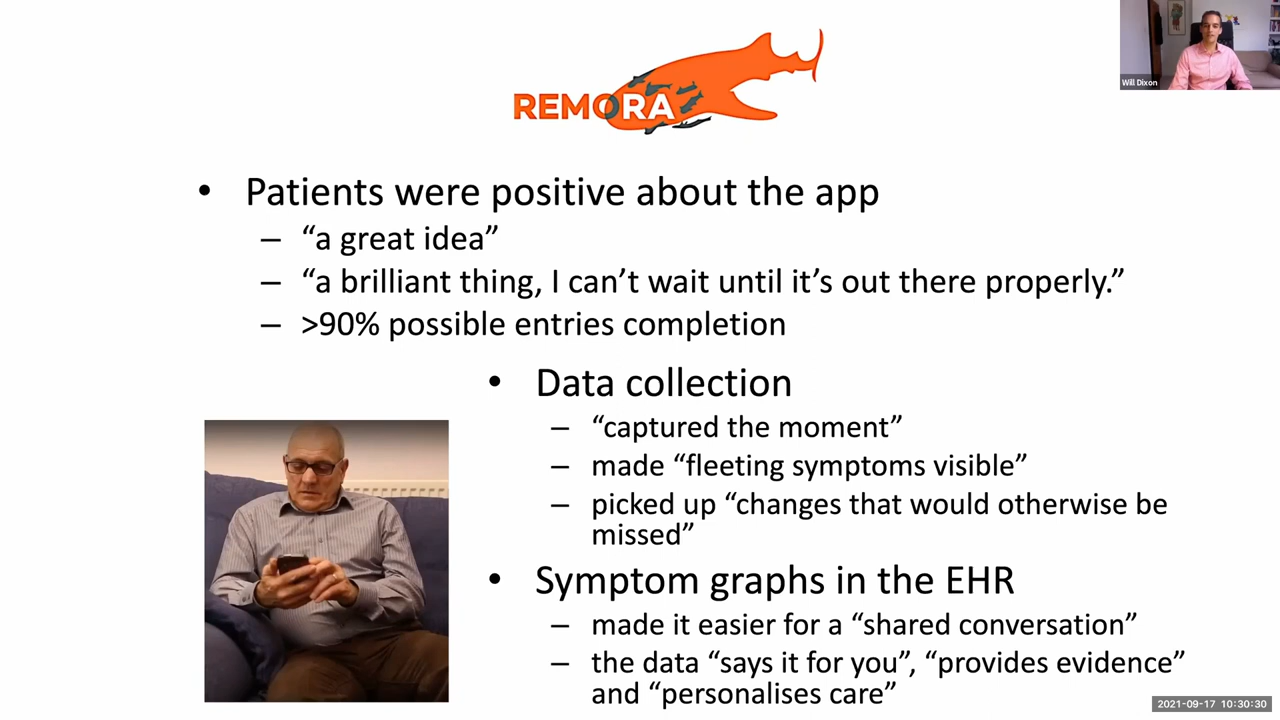 REMORA
Will Dixon
• Patients were positive about the app
– “a great idea”
– “a brilliant thing, I can’t wait until it’s out there properly.”
– >90% possible entries completion
• Data collection
– “captured the moment”
– made “fleeting symptoms visible”
– picked up “changes that would otherwise be
missed”
• Symptom graphs in the EHR
– made it easier for a “shared conversation”
– the data “says it for you”, “provides evidence”
and “personalises care”
2021-09-17 10:30:30